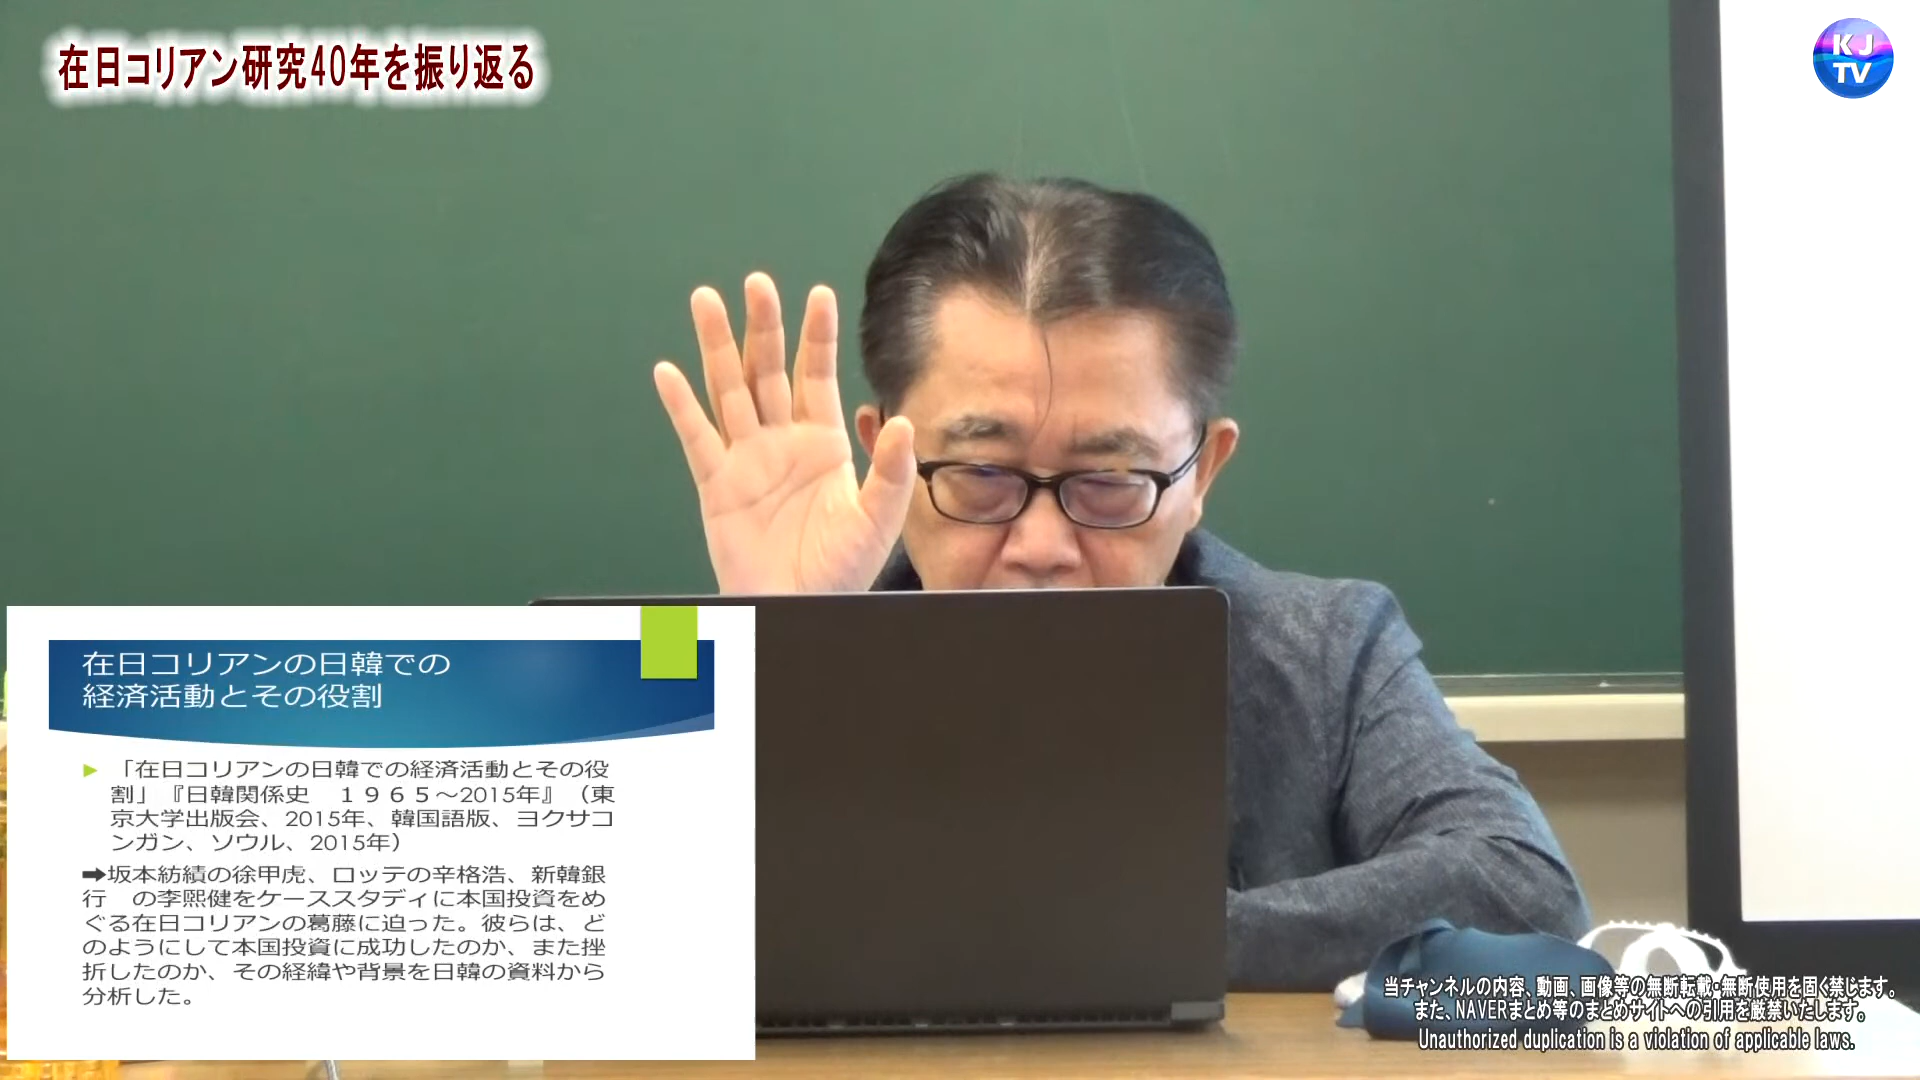 在日コリアン研究40年を振り返る
KJ
TV
在日コリアンの日韓での
経済活動とその役割
「在日コリアンの日韓での経済活動とその役
割」『日韓関係史　１９６５～2015年』（東
京大学出版会、2015年、韓国語版、ヨクサコ
ンガン、ソウル、2015年）
➡坂本紡績の徐甲虎、ロッテの辛格浩、新韓銀
行　の李煕健をケーススタディに本国投資をめ
ぐる在日コリアンの葛藤に迫った。彼らは、ど
のようにして本国投資に成功したのか、また挫
折したのか、その経緯や背景を日韓の資料から
分析した。
当チャンネルの内容、動画、画像等の無断転載・無断使用を固く禁じます。
また、NAVERまとめ等のまとめサイトへの引用を厳禁いたします。
Unauthorized duplication is a violation of applicable laws.